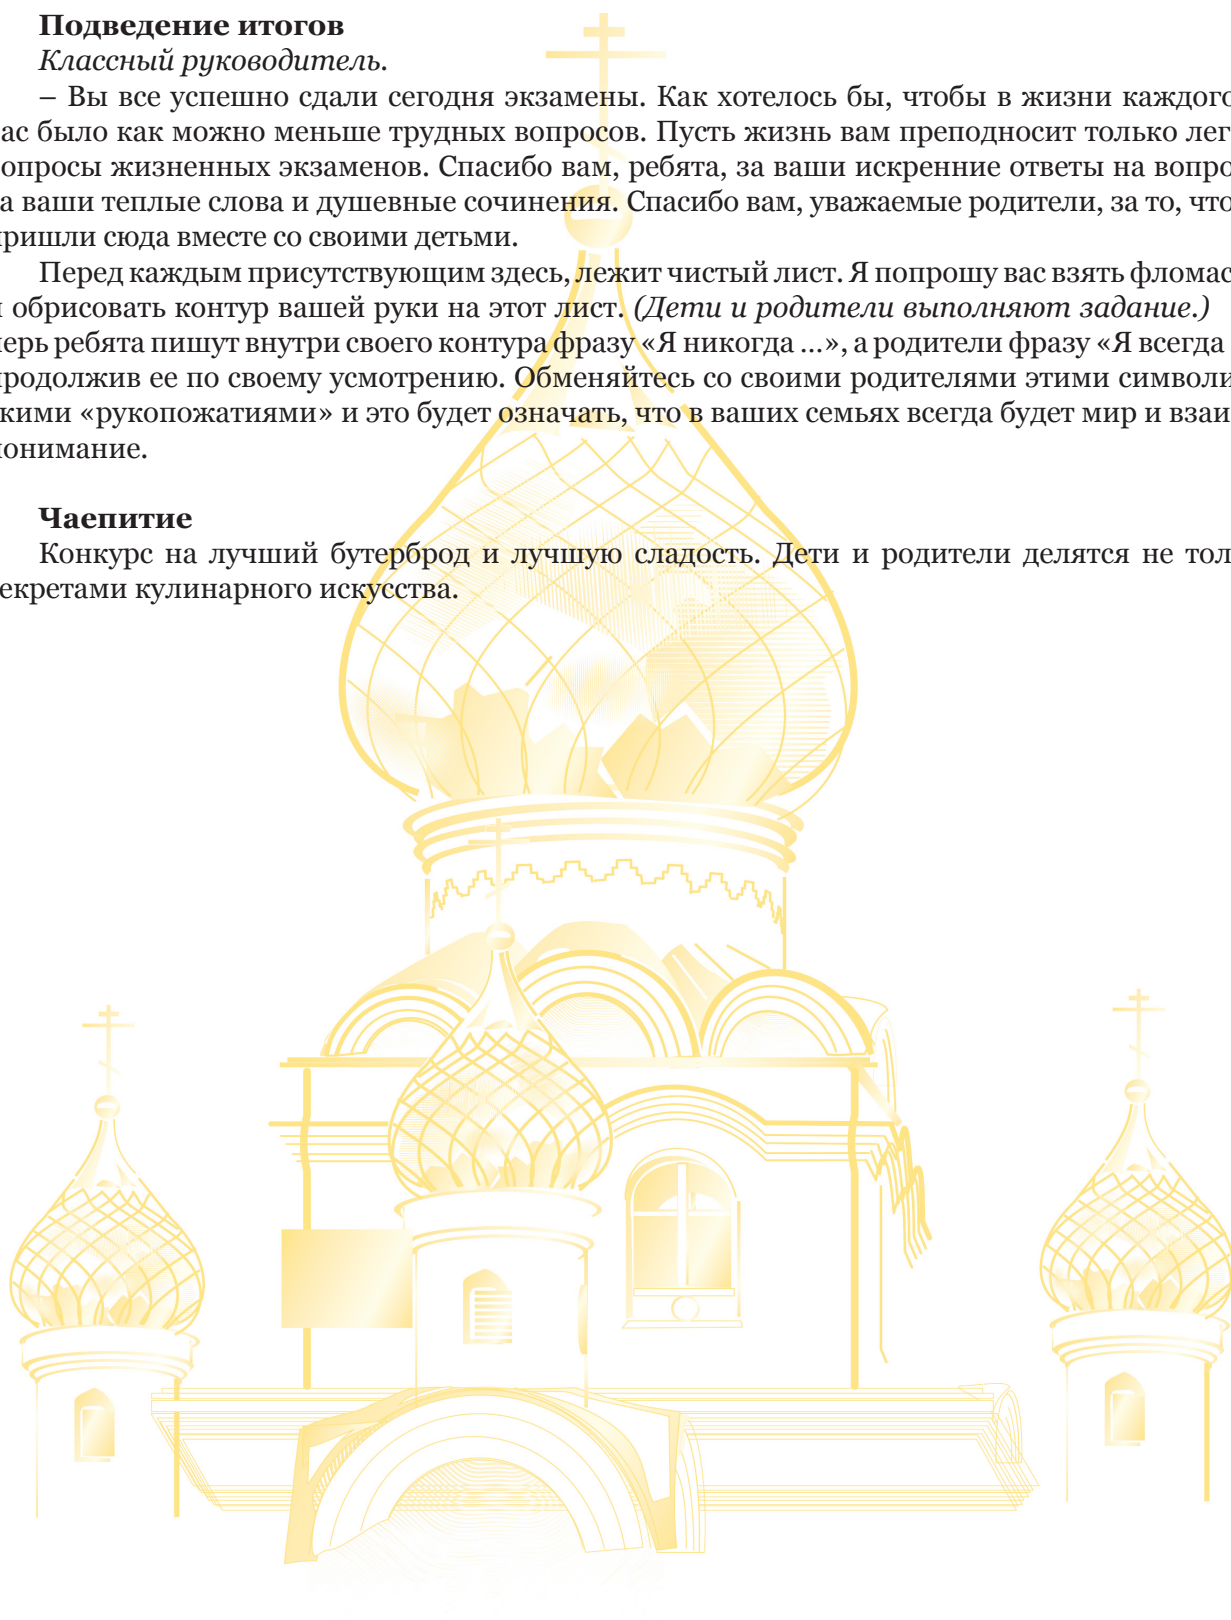 Подведение итогов
Классный руководитель.
– Вы все успешно сдали сегодня экзамены. Как хотелось бы, чтобы в жизни каждого
ас было как можно меньше трудных вопросов. Пусть жизнь вам преподносит только лег
опросы жизненных экзаменов. Спасибо вам, ребята, за ваши искренние ответы на вопро
а ваши теплые слова и душевные сочинения. Спасибо вам, уважаемые родители, за то, что
пришли сюда вместе со своими детьми.
Перед каждым присутствующим здесь, лежит чистый лист. Я попрошу вас взять фломас
и обрисовать контур вашей руки на этот лист. (Дети и родители выполняют задание.)
перь ребята пишут внутри своего контура фразу «Я никогда ...», а родители фразу «Я всегда
продолжив ее по своему усмотрению. Обменяйтесь со своими родителями этими символи
скими «рукопожатиями» и это будет означать, что в ваших семьях всегда будет мир и взаи
понимание.
Чаепитие
Конкурс на лучший бутерброд и лучшую сладость. Дети и родители делятся не тол
секретами кулинарного искусства.